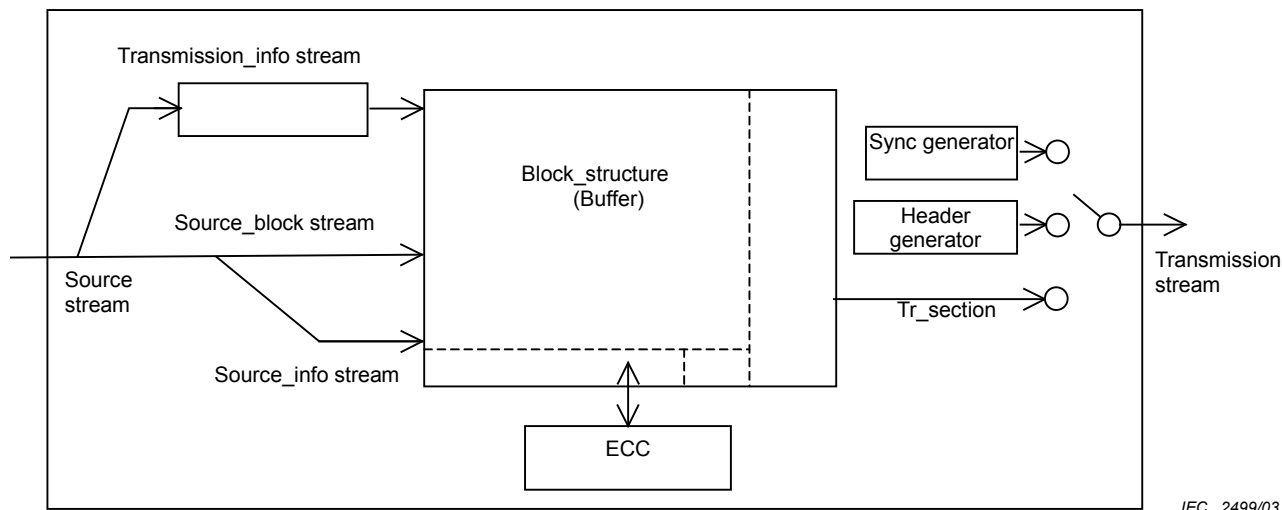 Transmission_info stream
Sync generator
Block_structure
(Buffer)
Source_block stream
Header
generator
Source
stream
Transmission
stream
Tr_section
Source_info stream
ECC
IEC 2499/03